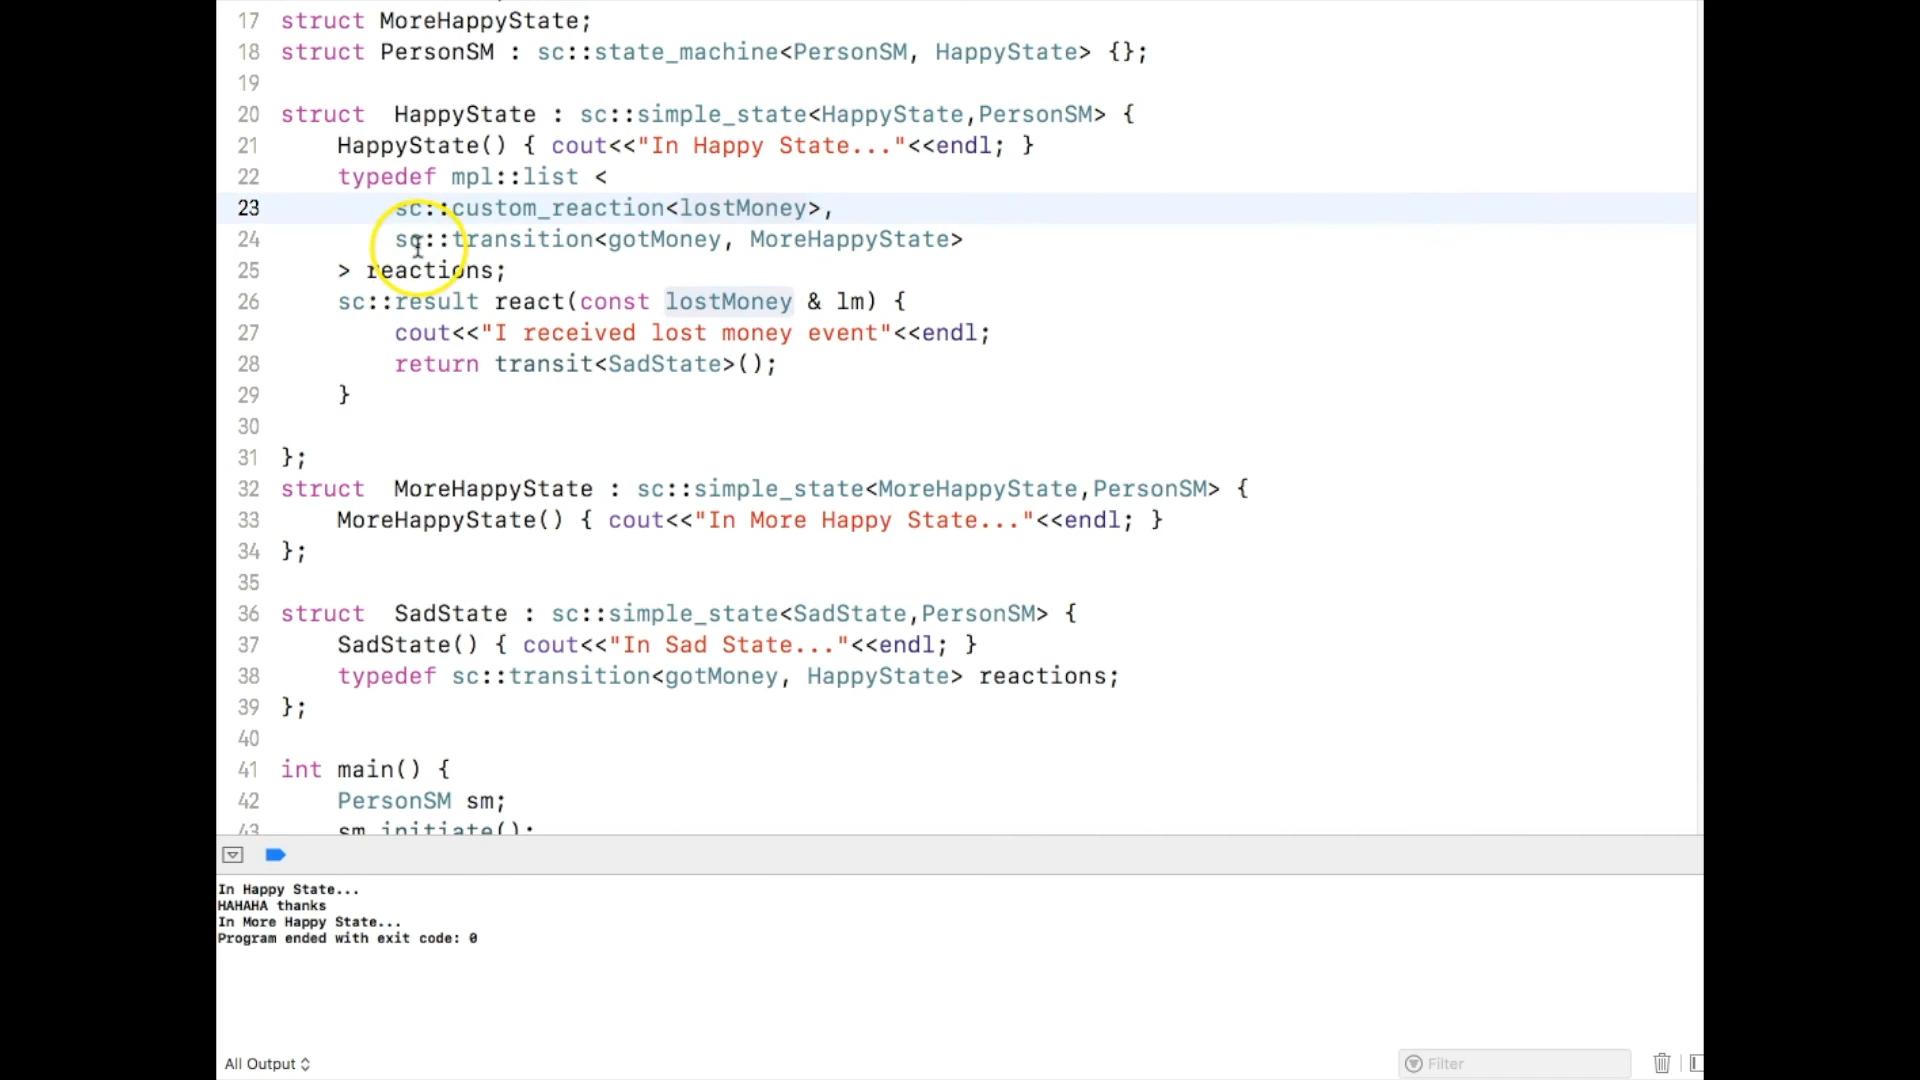 17 struct MoreHappyState;
18 struct PersonSM : sc::state_machine<PersonSM, HappyState> {};
19
20 struct  HappyState : sc::simple_state<HappyState,PersonSM> {
21     HappyState() { cout<<"In Happy State..."<<endl; }
22     typedef mpl::list <
23         sc::custom_reaction<lostMoney>,
24         sc::transition<gotMoney, MoreHappyState>
25     > reactions;
26     sc::result react(const lostMoney & lm) {
27         cout<<"I received lost money event"<<endl;
28         return transit<SadState>();
29     }
30
31 };
32 struct  MoreHappyState : sc::simple_state<MoreHappyState,PersonSM> {
33     MoreHappyState() { cout<<"In More Happy State..."<<endl; }
34 };
35
36 struct  SadState : sc::simple_state<SadState,PersonSM> {
37     SadState() { cout<<"In Sad State..."<<endl; }
38     typedef sc::transition<gotMoney, HappyState> reactions;
39 };
40
41 int main() {
42     PersonSM sm;
43     sm.initiate();
In Happy State...
HAHAHA thanks
In More Happy State...
Program ended with exit code: 0
All Output
Filter